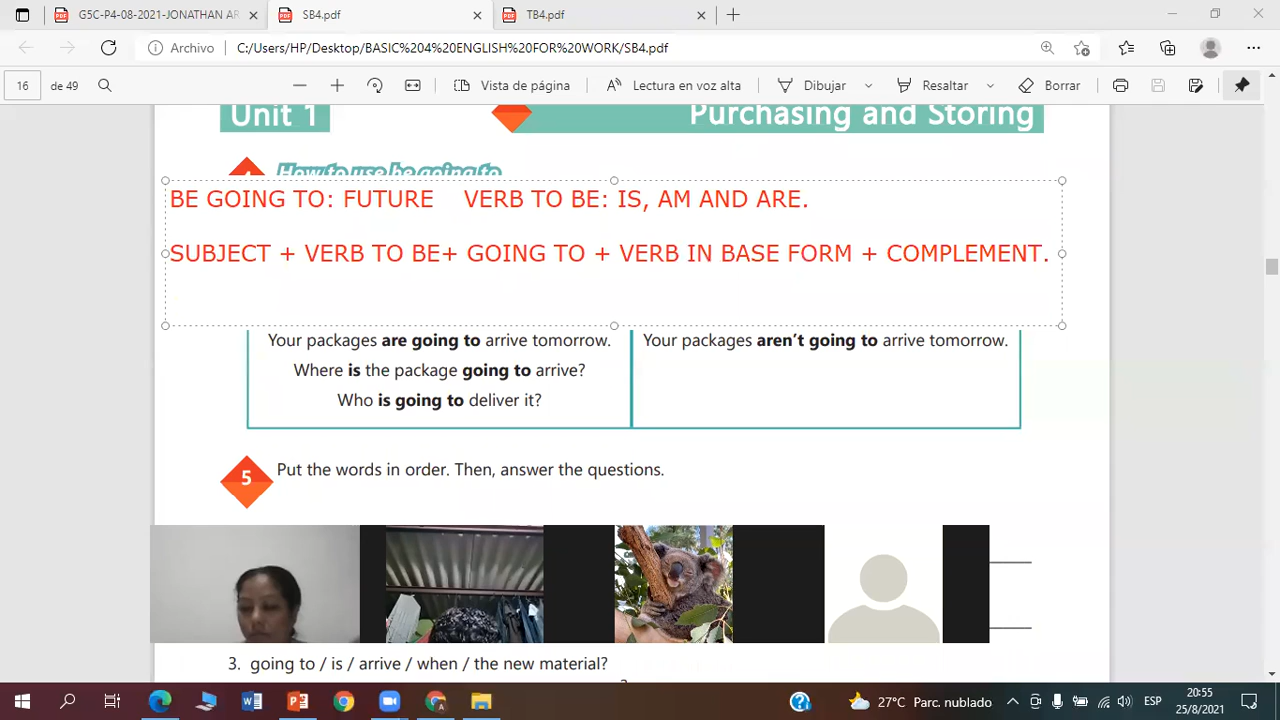 G5C-P4-08-2021-JONATHAN AR
SB4.pdf
TB4.pdf
Archivo
C:/Users/HP/Desktop/BASIC%204%20ENGLISH%20FOR%20WORK/SB4.pdf
16 de 49
Vista de página
Lectura en voz alta
Dibujar
Resaltar
Borrar
Unit 1
Purchasing and Storing
How to use be going to
BE GOING TO: FUTURE VERB TO BE: IS, AM AND ARE.
SUBJECT + VERB TO BE+ GOING TO + VERB IN BASE FORM + COMPLEMENT.
Your packages are going to arrive tomorrow.
Where is the package going to arrive?
Who is going to deliver it?
Your packages aren't going to arrive tomorrow.
5 Put the words in order. Then, answer the questions.
3. going to / is / arrive / when / the new material?
27°C Parc. nublado
ESP
20:55
25/8/2021